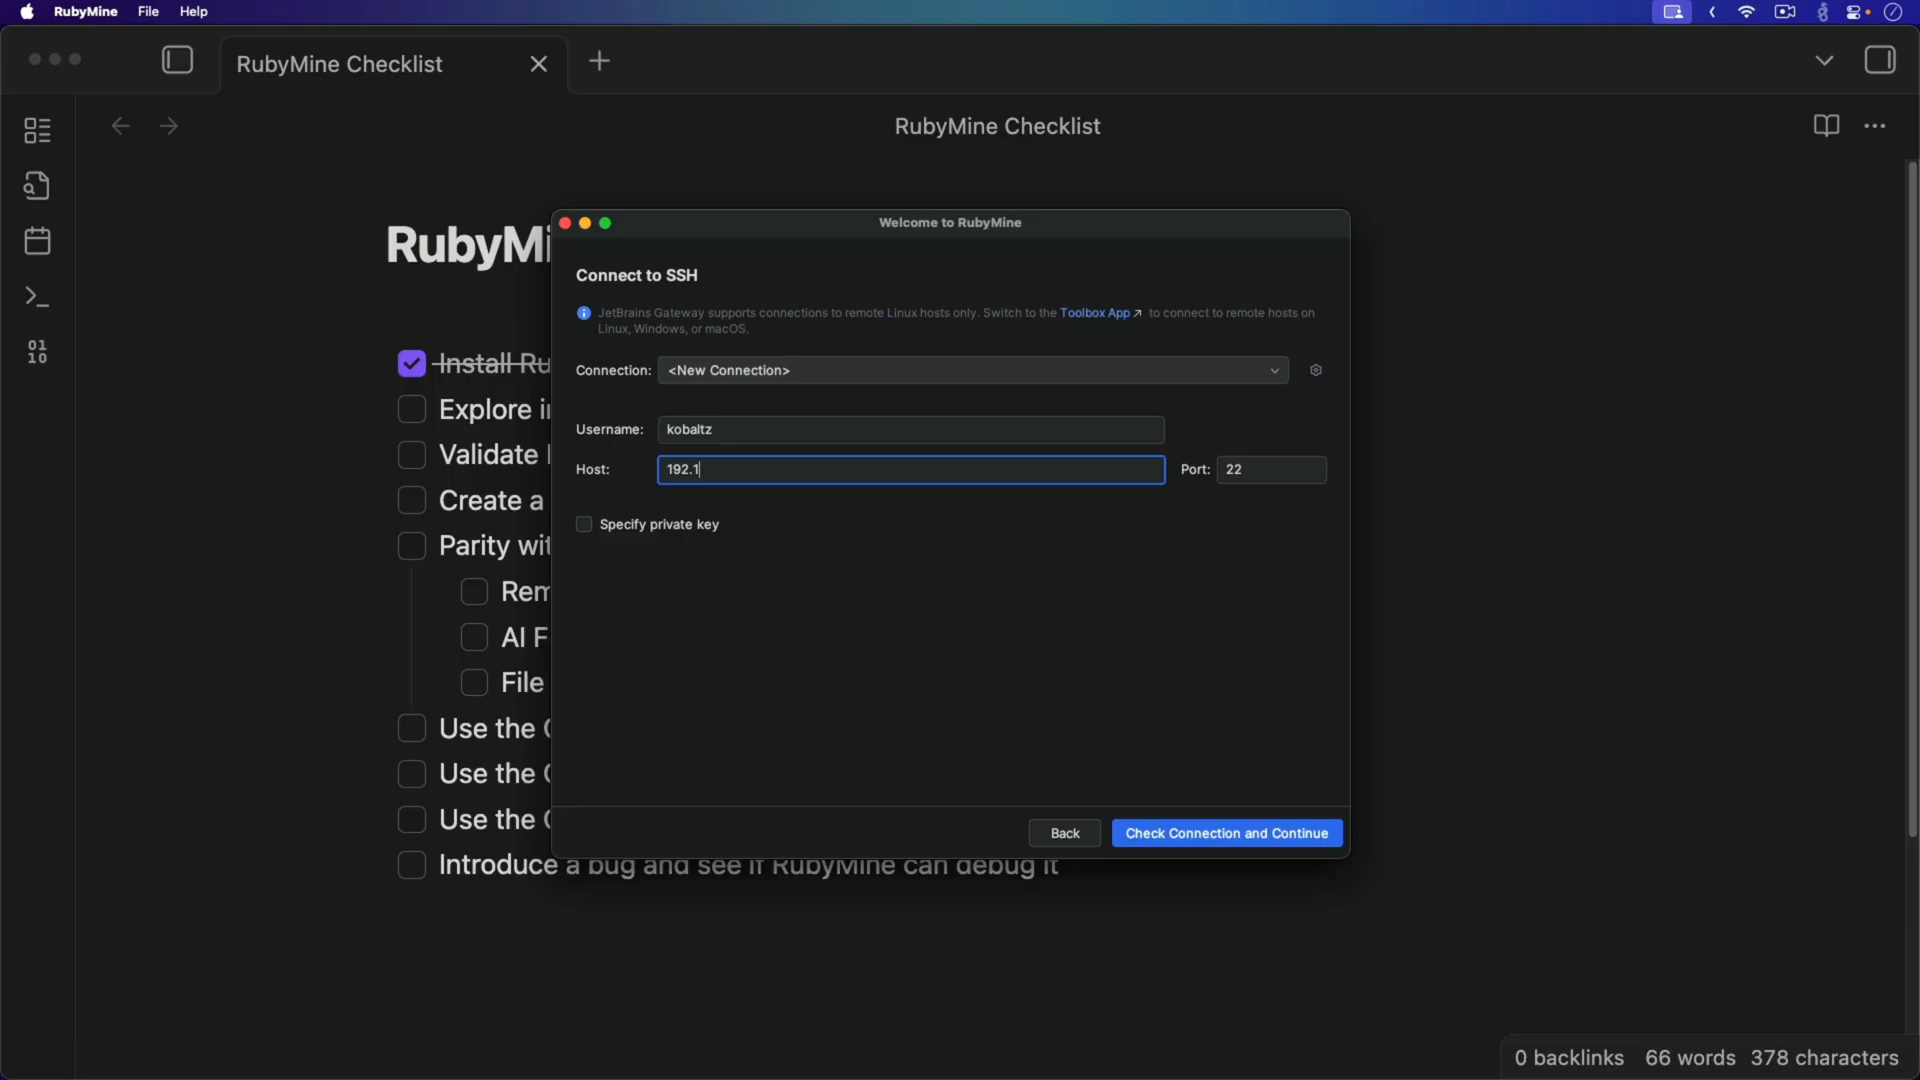 RubyMine File Help
RubyMine Checklist
RubyMine Checklist
RubyMi
Install Ru
Explore i
Validate
Create a
Parity wit
Rem
AI F
File
Use the
Use the
Use the
Introduce a bug and see if RubyMine can debug it
Welcome to RubyMine
Connect to SSH
JetBrains Gateway supports connections to remote Linux hosts only. Switch to the Toolbox App ↗ to connect to remote hosts on
Linux, Windows, or macOS.
Connection: <New Connection>
Username: kobaltz
Host: 192.1 Port: 22
Specify private key
Back Check Connection and Continue
0 backlinks 66 words 378 characters